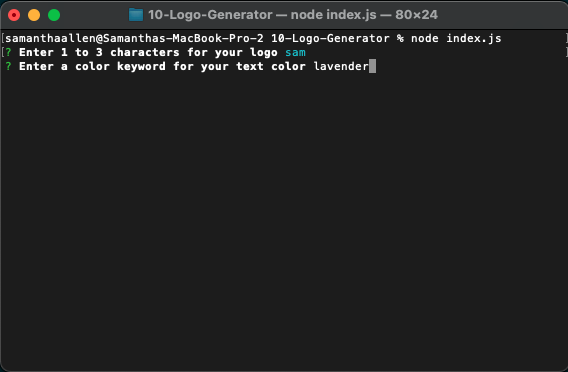 10-Logo-Generator — node index.js — 80×24
[samanthaallen@Samanthas-MacBook-Pro-2 10-Logo-Generator % node index.js ]
[? Enter 1 to 3 characters for your logo sam ]
? Enter a color keyword for your text color lavender